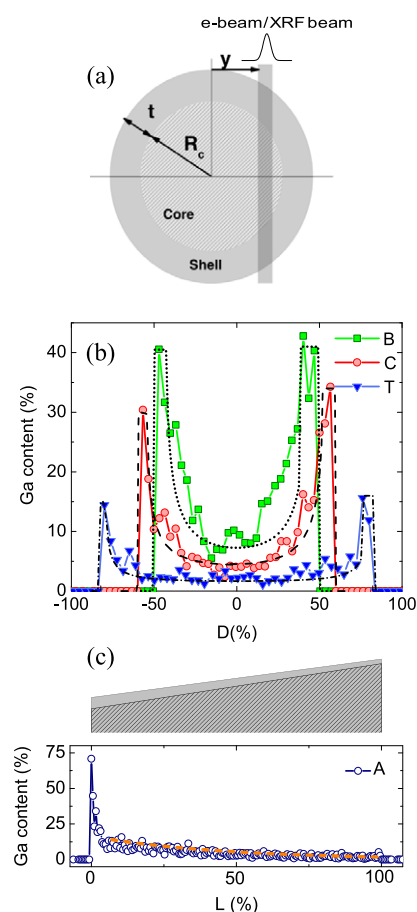 e-beam/XRF beam
(a)
y
t
R_c
Core
Shell
(b)
B
C
T
40
30
20
10
0
Ga content (%)
-100 -50 0 50 100
D(%)
(c)
75
50
25
0
Ga content (%)
A
0 50 100
L (%)